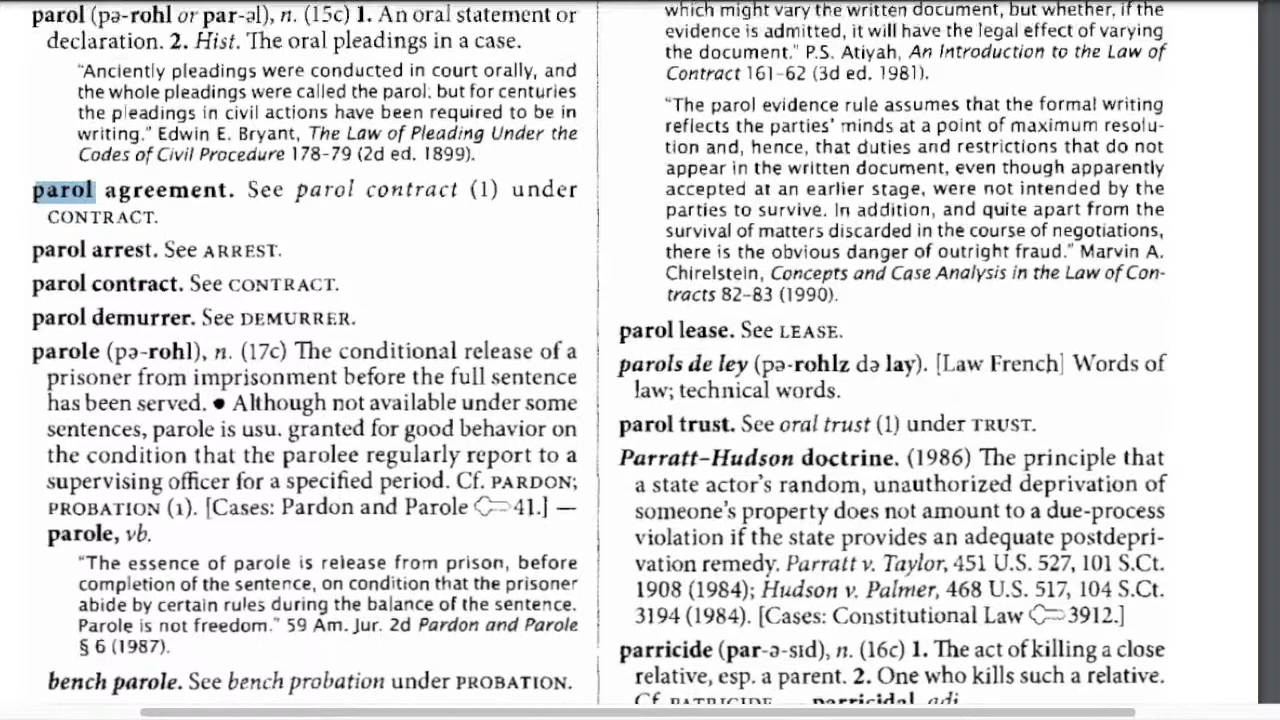 parol (pə-rohl or par-əl), n. (15c) 1. An oral statement or
declaration. 2. Hist. The oral pleadings in a case.
"Anciently pleadings were conducted in court orally, and
the whole pleadings were called the parol; but for centuries
the pleadings in civil actions have been required to be in
writing." Edwin E. Bryant, The Law of Pleading Under the
Codes of Civil Procedure 178-79 (2d ed. 1899).
parol agreement. See parol contract (1) under
CONTRACT.
parol arrest. See ARREST.
parol contract. See CONTRACT.
parol demurrer. See DEMURRER.
parole (pə-rohl), n. (17c) The conditional release of a
prisoner from imprisonment before the full sentence
has been served. • Although not available under some
sentences, parole is usu. granted for good behavior on
the condition that the parolee regularly report to a
supervising officer for a specified period. Cf. PARDON;
PROBATION (1). [Cases: Pardon and Parole 41.] —
parole, vb.
"The essence of parole is release from prison, before
completion of the sentence, on condition that the prisoner
abide by certain rules during the balance of the sentence.
Parole is not freedom." 59 Am. Jur. 2d Pardon and Parole
§ 6 (1987).
bench parole. See bench probation under PROBATION.
which might vary the written document, but whether, if the
evidence is admitted, it will have the legal effect of varying
the document." P.S. Atiyah, An Introduction to the Law of
Contract 161-62 (3d ed. 1981).
"The parol evidence rule assumes that the formal writing
reflects the parties' minds at a point of maximum resolu-
tion and, hence, that duties and restrictions that do not
appear in the written document, even though apparently
accepted at an earlier stage, were not intended by the
parties to survive. In addition, and quite apart from the
survival of matters discarded in the course of negotiations,
there is the obvious danger of outright fraud." Marvin A.
Chirelstein, Concepts and Case Analysis in the Law of Con-
tracts 82-83 (1990).
parol lease. See LEASE.
parols de ley (pə-rohlz də lay). [Law French] Words of
law; technical words.
parol trust. See oral trust (1) under TRUST.
Parratt-Hudson doctrine. (1986) The principle that
a state actor's random, unauthorized deprivation of
someone's property does not amount to a due-process
violation if the state provides an adequate postdepri-
vation remedy. Parratt v. Taylor, 451 U.S. 527, 101 S.Ct.
1908 (1984); Hudson v. Palmer, 468 U.S. 517, 104 S.Ct.
3194 (1984). [Cases: Constitutional Law 3912.]
parricide (par-ə-sɪd), n. (16c) 1. The act of killing a close
relative, esp. a parent. 2. One who kills such a relative.
Cf. PATRICIDE. — parricidal, adj.